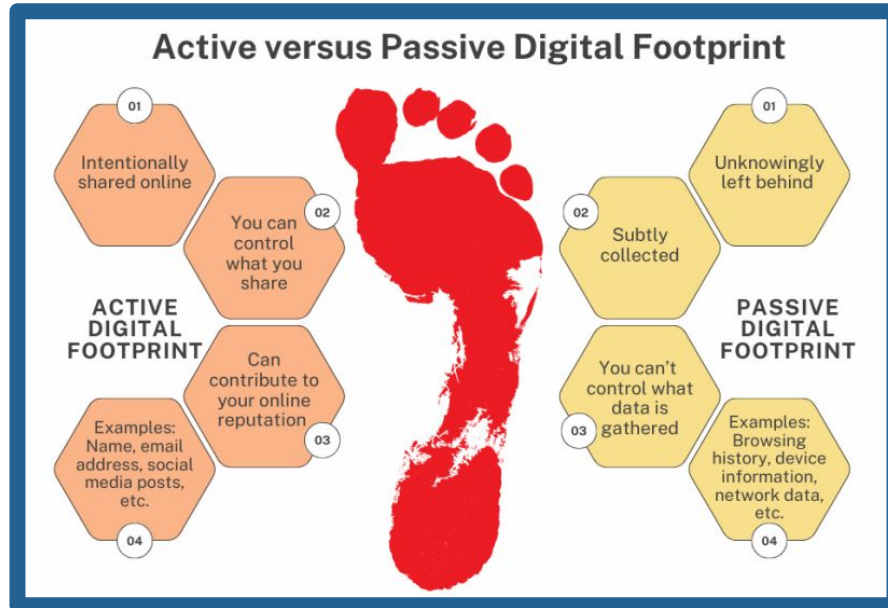 Active versus Passive Digital Footprint
01
Intentionally
shared online
02
You can
control
what you
share
ACTIVE
DIGITAL
FOOTPRINT
Can
contribute to
your online
reputation
03
Examples:
Name, email
address, social
media posts,
etc.
04
01
Unknowingly
left behind
02
Subtly
collected
PASSIVE
DIGITAL
FOOTPRINT
You can’t
control what
data is
gathered
03
Examples:
Browsing
history, device
information,
network data,
etc.
04